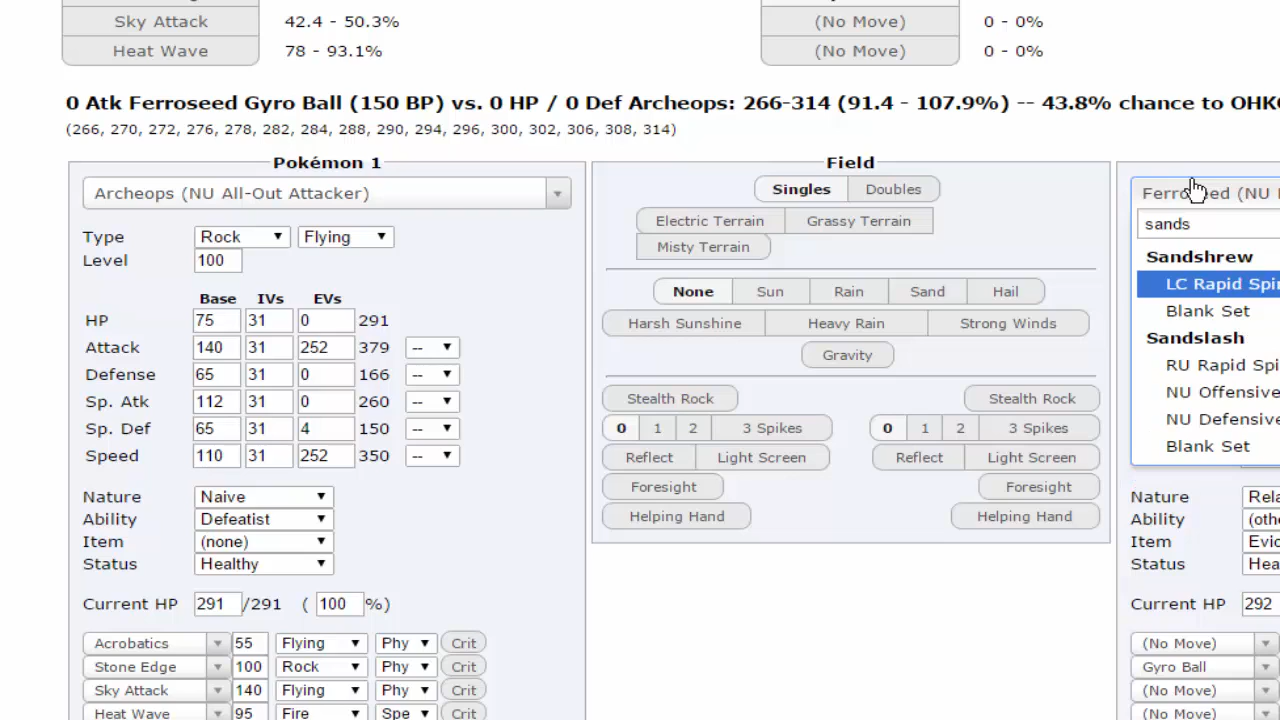 Sky Attack 42.4 - 50.3% (No Move) 0 - 0%
Heat Wave 78 - 93.1% (No Move) 0 - 0%
0 Atk Ferroseed Gyro Ball (150 BP) vs. 0 HP / 0 Def Archeops: 266-314 (91.4 - 107.9%) -- 43.8% chance to OHKO
(266, 270, 272, 276, 278, 282, 284, 288, 290, 294, 296, 300, 302, 306, 308, 314)
Pokémon 1
Archeops (NU All-Out Attacker)
Type Rock Flying
Level 100
Base IVs EVs
HP 75 31 0 291
Attack 140 31 252 379 --
Defense 65 31 0 166 --
Sp. Atk 112 31 0 260 --
Sp. Def 65 31 4 150 --
Speed 110 31 252 350 --
Nature Naive
Ability Defeatist
Item (none)
Status Healthy
Current HP 291 /291 ( 100 %)
Acrobatics 55 Flying Phy Crit
Stone Edge 100 Rock Phy Crit
Sky Attack 140 Flying Phy Crit
Heat Wave 95 Fire Spe Crit
Field
Singles Doubles
Electric Terrain Grassy Terrain
Misty Terrain
None Sun Rain Sand Hail
Harsh Sunshine Heavy Rain Strong Winds
Gravity
Stealth Rock Stealth Rock
0 1 2 3 Spikes 0 1 2 3 Spikes
Reflect Light Screen Reflect Light Screen
Foresight Foresight
Helping Hand Helping Hand
(NU
sands
Sandshrew
LC Rapid
Blank Set
Sandslash
RU Rapid
NU Offensive
NU Defensive
Blank Set
Nature
Ability
Item
Status
Current HP 292
(No Move)
Gyro Ball
(No Move)
(No Move)